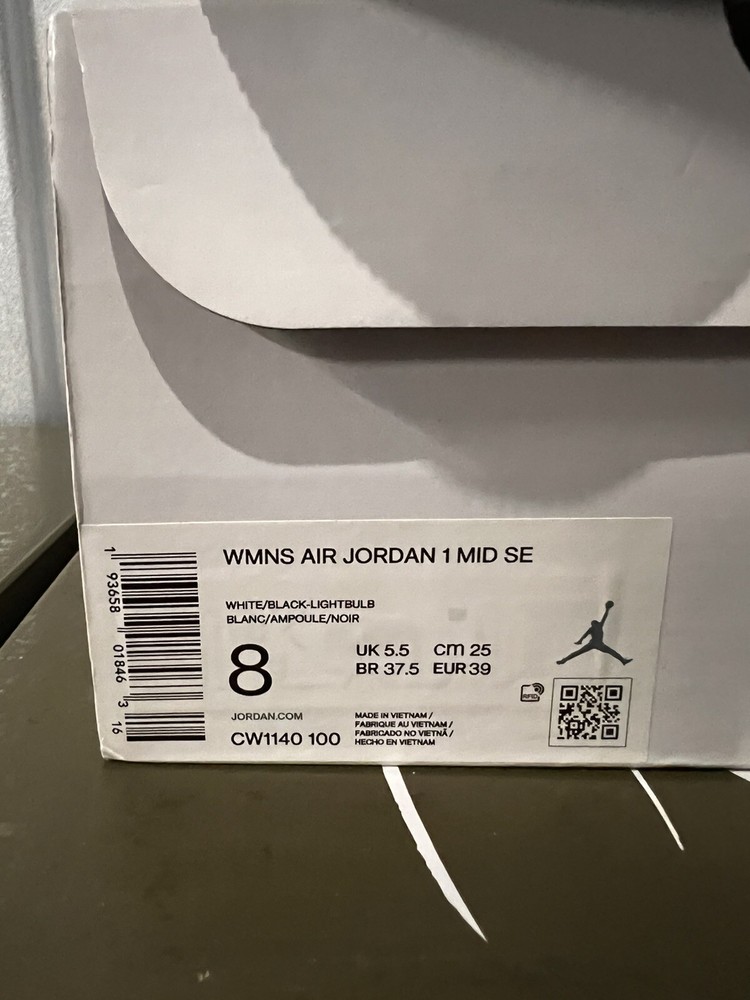 WMNS AIR JORDAN 1 MID SE
WHITE/BLACK-LIGHTBULB
BLANC/AMPOULE/NOIR
8
UK 5.5 cm 25
BR 37.5 EUR 39
RFID
JORDAN.COM
CW1140 100
MADE IN VIETNAM /
FABRIQUE AU VIETNAM /
FABRICADO NO VIETNÃ /
HECHO EN VIETNAM
1 93658 01846 3 16